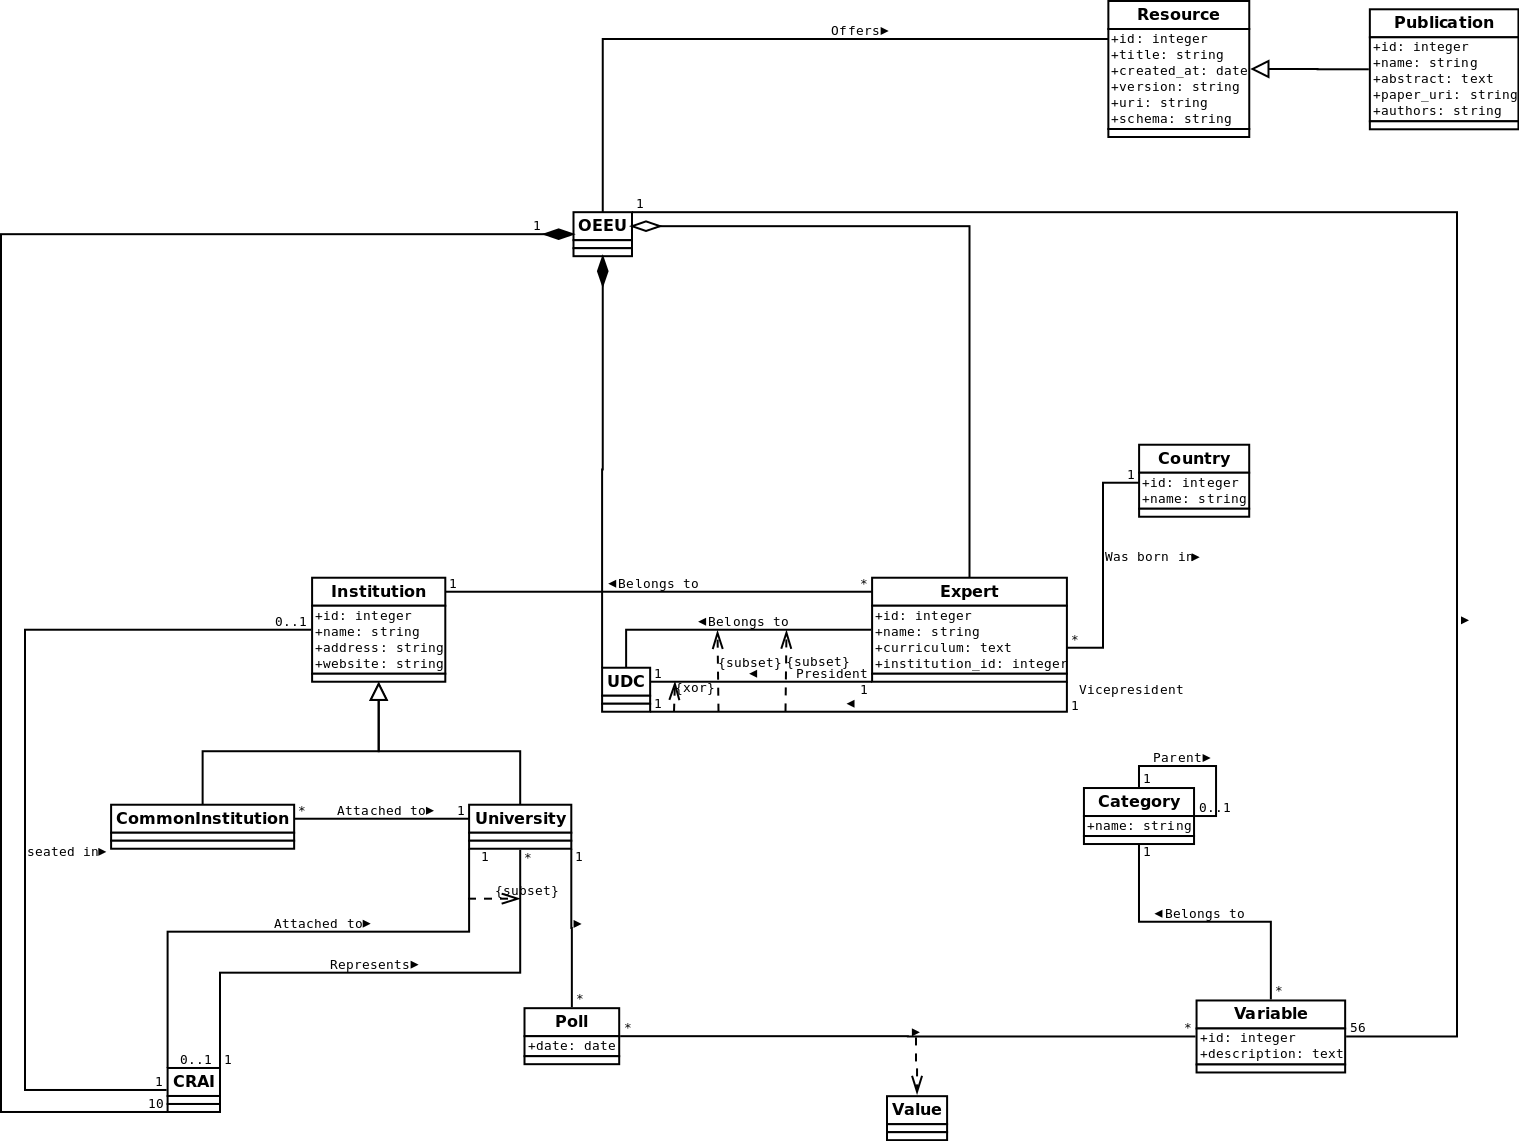 Offers►
Resource
+id: integer
+title: string
+created_at: date
+version: string
+uri: string
+schema: string
Publication
+id: integer
+name: string
+abstract: text
+paper_uri: string
+authors: string
1
1
OEEU
Country
+id: integer
+name: string
1
Was born in►
*
Institution
+id: integer
+name: string
+address: string
+website: string
1
◄Belongs to
*
0..1
Expert
+id: integer
+name: string
+curriculum: text
+institution_id: integer
◄Belongs to
{subset}
{subset}
UDC
1
◄
President
1
{xor}
1
◄
Vicepresident
1
►
CommonInstitution
*
Attached to►
1
University
seated in►
1
*
1
{subset}
Attached to►
Represents►
►
*
Parent►
1
Category
+name: string
0..1
1
◄Belongs to
*
Poll
+date: date
*
►
*
Variable
+id: integer
+description: text
56
0..1
1
1
CRAI
10
Value